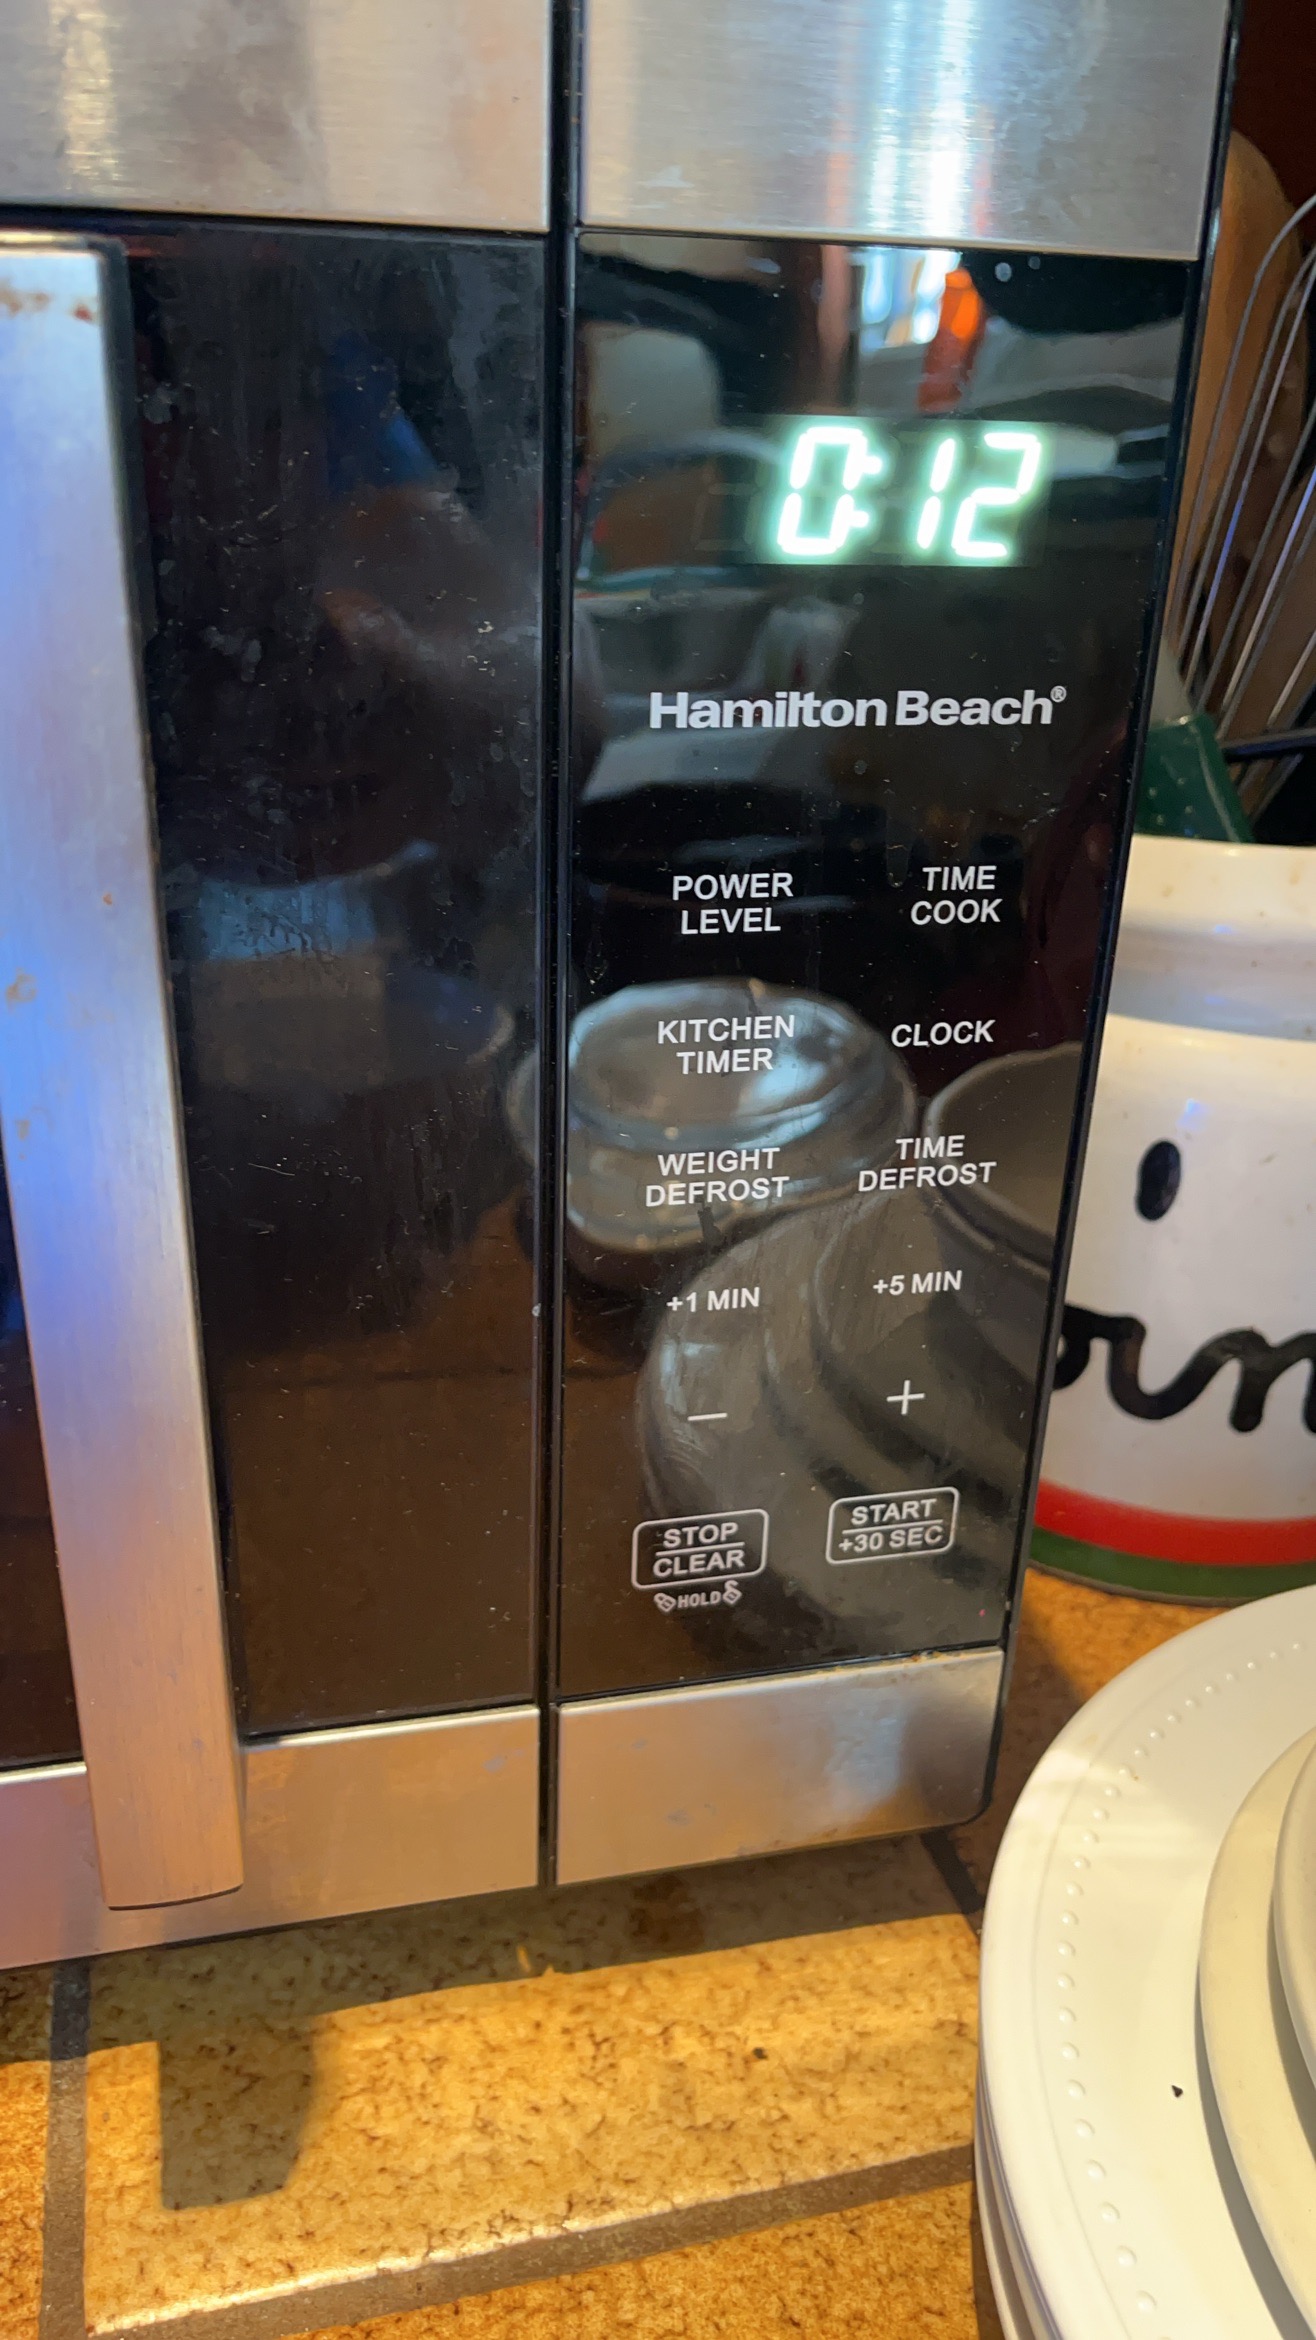 0:12
Hamilton Beach®
POWER
LEVEL
TIME
COOK
KITCHEN
TIMER
CLOCK
WEIGHT
DEFROST
TIME
DEFROST
+1 MIN
+5 MIN
—
+
STOP
CLEAR
HOLD
START
+30 SEC